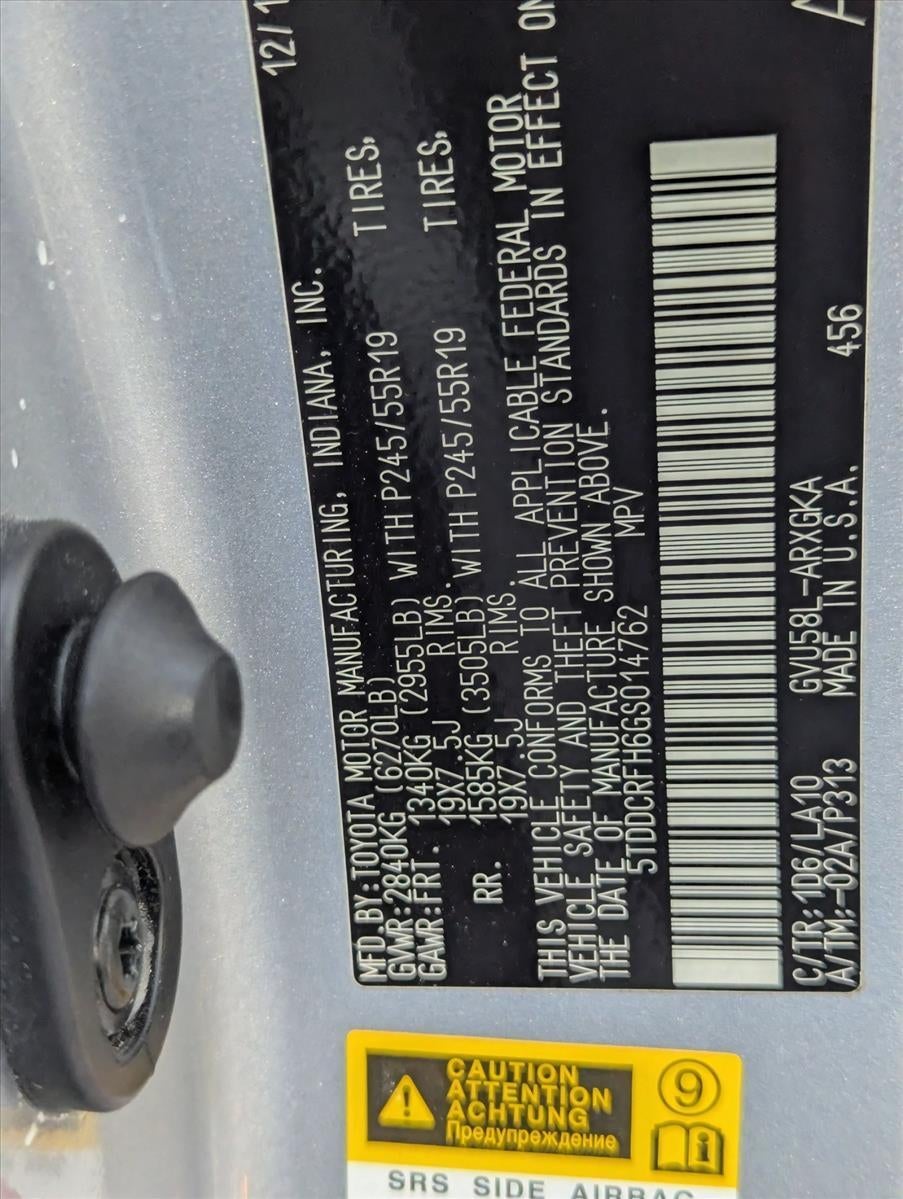 12/1
MFD.BY:TOYOTA MOTOR MANUFACTURING, INDIANA, INC.
GVWR:2840KG (6270LB)
GAWR:FRT. 1340KG (2955LB) WITH P245/55R19 TIRES,
19X7.5J RIMS.
RR. 1585KG (3505LB) WITH P245/55R19 TIRES,
19X7.5J RIMS.
THIS VEHICLE CONFORMS TO ALL APPLICABLE FEDERAL MOTOR
VEHICLE SAFETY AND THEFT PREVENTION STANDARDS IN EFFECT ON
THE DATE OF MANUFACTURE SHOWN ABOVE.
5TDDCRFH6GS014762 MPV
C/TR:1D6/LA10 GVU58L-ARXGKA 456
A/TM:-02A/P313 MADE IN U.S.A.
CAUTION
ATTENTION
ACHTUNG
Предупреждение
9
i
SRS SIDE AIRBAG